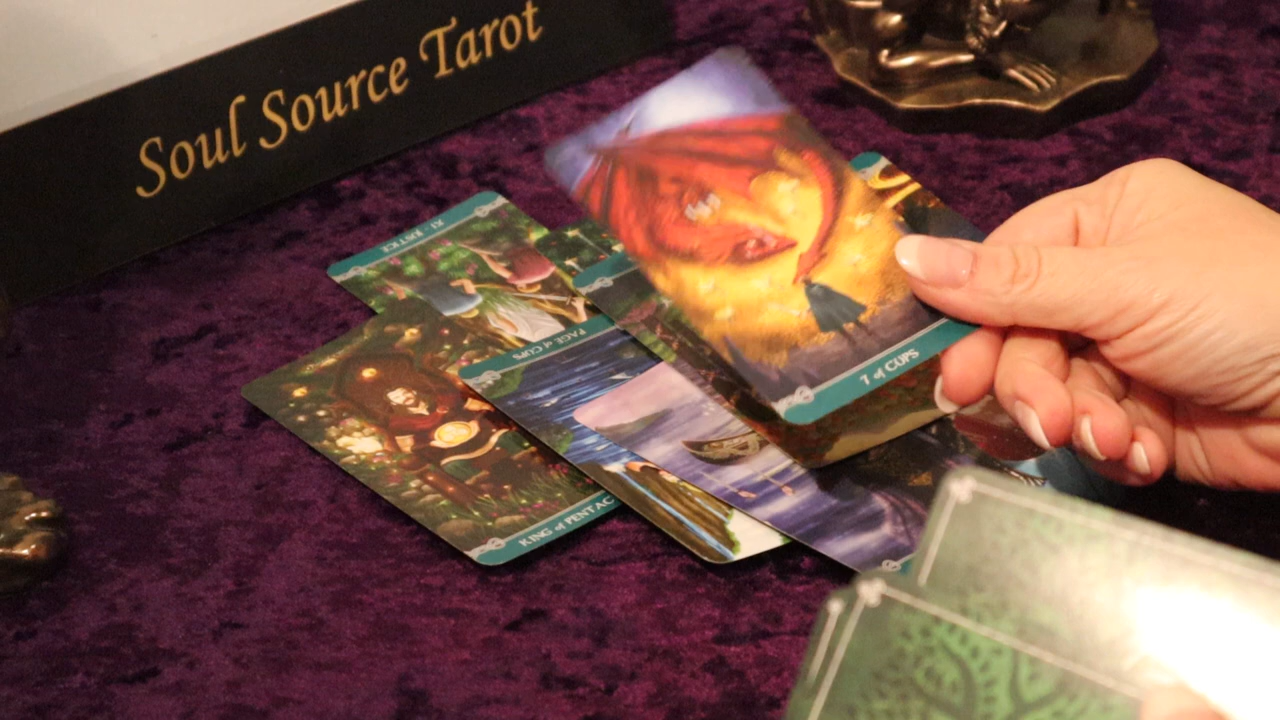 Soul Source Tarot
XI · JUSTICE
PAGE of CUPS
7 of CUPS
KING of PENTAC